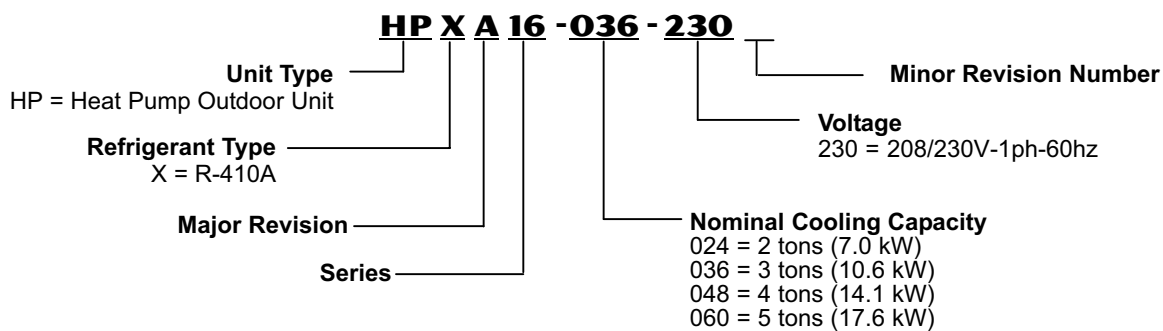 HP X A 16 -036 - 230 __
Unit Type
HP = Heat Pump Outdoor Unit
Minor Revision Number
Voltage
230 = 208/230V-1ph-60hz
Refrigerant Type
X = R-410A
Major Revision
Nominal Cooling Capacity
024 = 2 tons (7.0 kW)
036 = 3 tons (10.6 kW)
048 = 4 tons (14.1 kW)
060 = 5 tons (17.6 kW)
Series